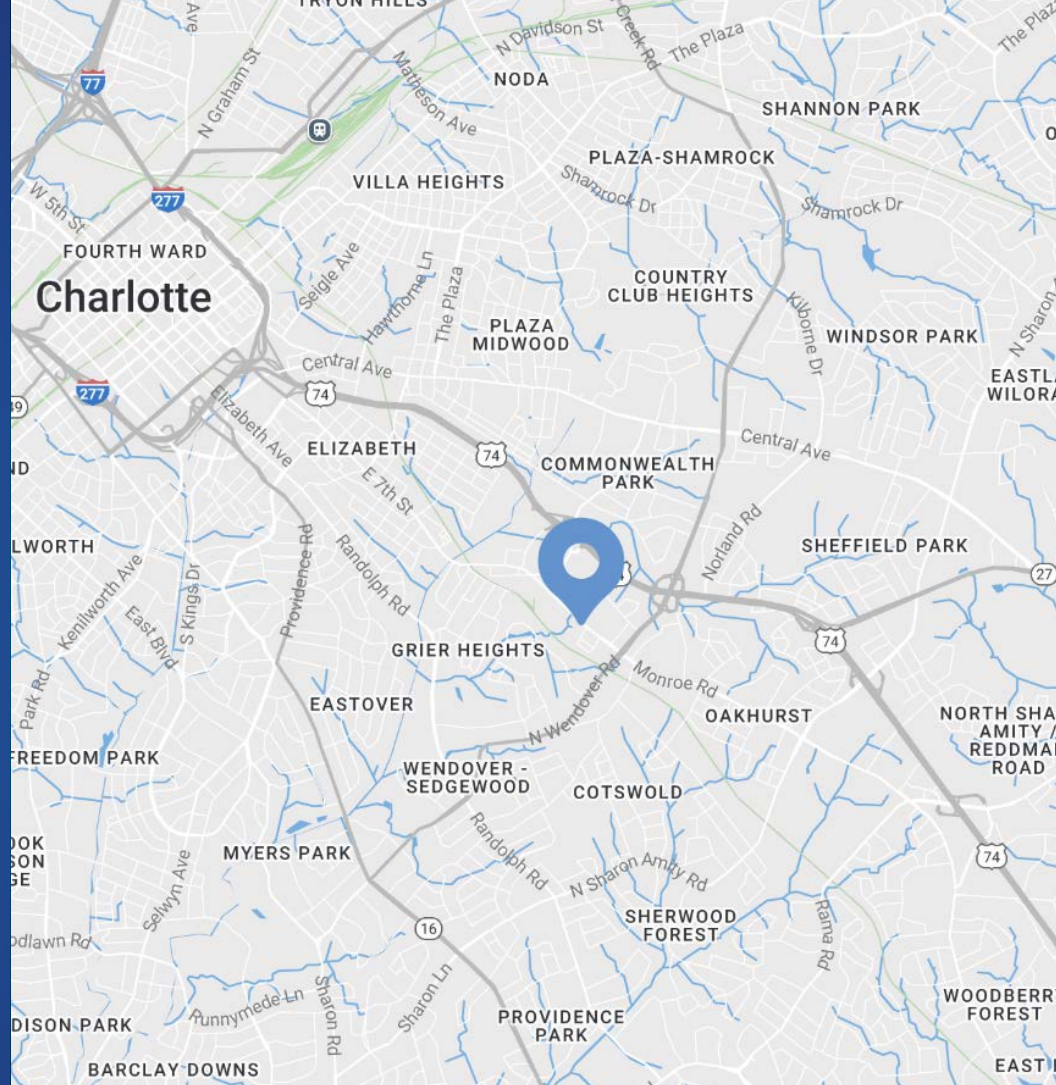 TRYON HILLS
Ave
N Davidson St
Creek Rd
The Plaza
The Plaza
77
N Graham St
Matheson Ave
NODA
SHANNON PARK
PLAZA-SHAMROCK
VILLA HEIGHTS
Shamrock Dr
Shamrock Dr
277
W 5th St
FOURTH WARD
Charlotte
Seigle Ave
Hawthorne Ln
The Plaza
COUNTRY
CLUB HEIGHTS
Kilborne Dr
PLAZA
MIDWOOD
WINDSOR PARK
N Sharon
Central Ave
EASTL
WILORA
277
74
49
Elizabeth Ave
ELIZABETH
74
E 7th St
COMMONWEALTH
PARK
Central Ave
ND
Norland Rd
LWORTH
Kenilworth Ave
East Blvd
S Kings Dr
Providence Rd
Randolph Rd
SHEFFIELD PARK
27
4
74
GRIER HEIGHTS
Monroe Rd
N Wendover Rd
Park Rd
EASTOVER
OAKHURST
NORTH SHA
AMITY /
REDDMA
ROAD
FREEDOM PARK
WENDOVER -
SEDGEWOOD
COTSWOLD
OOK
SON
GE
MYERS PARK
Randolph Rd
N Sharon Amity Rd
74
Selwyn Ave
SHERWOOD
FOREST
Rama Rd
odlawn Rd
16
Runnymede Ln
Sharon Rd
Sharon Ln
PROVIDENCE
PARK
WOODBERRY
FOREST
DISON PARK
BARCLAY DOWNS
EAST